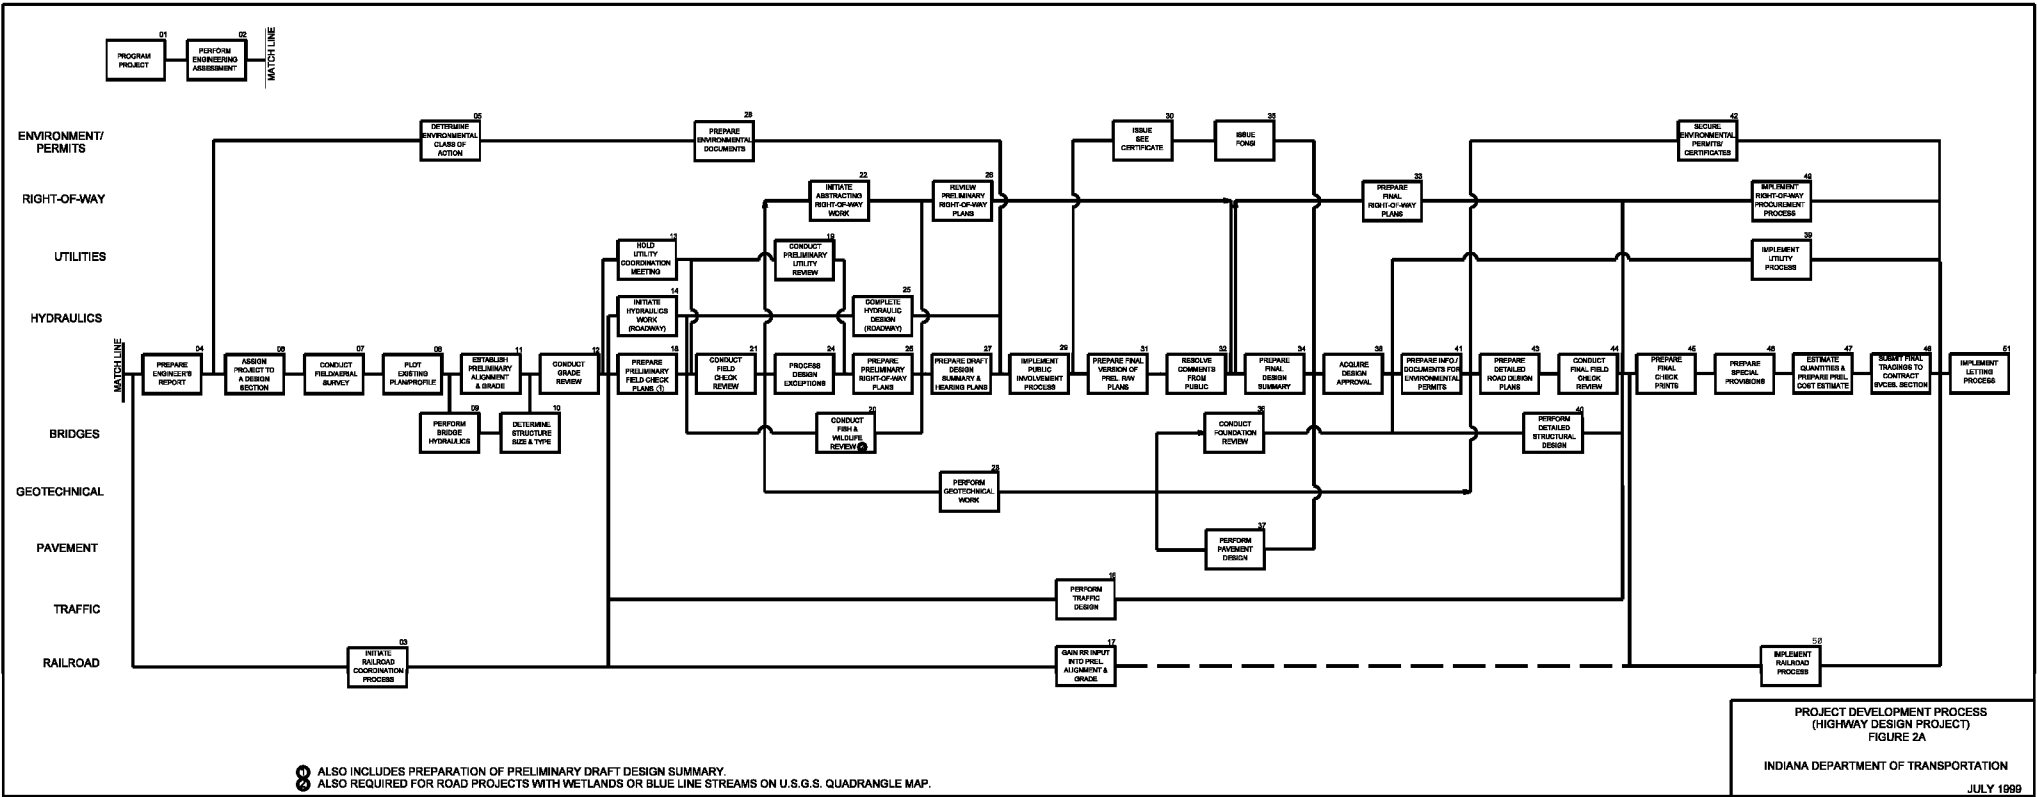 01
PROGRAM
PROJECT
02
PERFORM
ENGINEERING
ASSESSMENT
MATCH LINE
ENVIRONMENT/
PERMITS
05
DETERMINE
ENVIRONMENTAL
CLASS OF
ACTION
28
PREPARE
ENVIRONMENTAL
DOCUMENTS
30
ISSUE
SEE
CERTIFICATE
35
ISSUE
FONSI
42
SECURE
ENVIRONMENTAL
PERMITS/
CERTIFICATES
RIGHT-OF-WAY
22
INITIATE
ABSTRACTING
RIGHT-OF-WAY
WORK
REVIEW
PRELIMINARY
RIGHT-OF-WAY
PLANS
33
PREPARE
FINAL
RIGHT-OF-WAY
PLANS
IMPLEMENT
RIGHT-OF-WAY
PROCUREMENT
PROCESS
UTILITIES
13
HOLD
UTILITY
COORDINATION
MEETING
19
CONDUCT
PRELIMINARY
UTILITY
REVIEW
39
IMPLEMENT
UTILITY
PROCESS
HYDRAULICS
14
INITIATE
HYDRAULICS
WORK
(ROADWAY)
25
COMPLETE
HYDRAULIC
DESIGN
(ROADWAY)
MATCH LINE
04
PREPARE
ENGINEER'S
REPORT
06
ASSIGN
PROJECT TO
A DESIGN
SECTION
07
CONDUCT
FIELD/AERIAL
SURVEY
08
PLOT
EXISTING
PLAN/PROFILE
11
ESTABLISH
PRELIMINARY
ALIGNMENT
& GRADE
12
CONDUCT
GRADE
REVIEW
18
PREPARE
PRELIMINARY
FIELD CHECK
PLANS (1)
21
CONDUCT
FIELD
CHECK
REVIEW
24
PROCESS
DESIGN
EXCEPTIONS
PREPARE
PRELIMINARY
RIGHT-OF-WAY
PLANS
27
PREPARE DRAFT
DESIGN
SUMMARY &
HEARING PLANS
29
IMPLEMENT
PUBLIC
INVOLVEMENT
PROCESS
31
PREPARE FINAL
VERSION OF
PREL. R/W
PLANS
32
RESOLVE
COMMENTS
FROM
PUBLIC
34
PREPARE
FINAL
DESIGN
SUMMARY
38
ACQUIRE
DESIGN
APPROVAL
41
PREPARE INFO./
DOCUMENTS FOR
ENVIRONMENTAL
PERMITS
43
PREPARE
DETAILED
ROAD DESIGN
PLANS
44
CONDUCT
FINAL FIELD
CHECK
REVIEW
45
PREPARE
FINAL
CHECK
PRINTS
46
PREPARE
SPECIAL
PROVISIONS
47
ESTIMATE
QUANTITIES &
PREPARE PREL.
COST ESTIMATE
48
SUBMIT FINAL
TRACINGS TO
CONTRACT
SVCES. SECTION
51
IMPLEMENT
LETTING
PROCESS
BRIDGES
09
PERFORM
BRIDGE
HYDRAULICS
10
DETERMINE
STRUCTURE
SIZE & TYPE
20
CONDUCT
FISH &
WILDLIFE
REVIEW 2
36
CONDUCT
FOUNDATION
REVIEW
40
PERFORM
DETAILED
STRUCTURAL
DESIGN
GEOTECHNICAL
23
PERFORM
GEOTECHNICAL
WORK
PAVEMENT
37
PERFORM
PAVEMENT
DESIGN
TRAFFIC
PERFORM
TRAFFIC
DESIGN
RAILROAD
03
INITIATE
RAILROAD
COORDINATION
PROCESS
17
GAIN RR INPUT
INTO PREL.
ALIGNMENT &
GRADE
50
IMPLEMENT
RAILROAD
PROCESS
PROJECT DEVELOPMENT PROCESS
(HIGHWAY DESIGN PROJECT)
FIGURE 2A
INDIANA DEPARTMENT OF TRANSPORTATION
JULY 1999
1 ALSO INCLUDES PREPARATION OF PRELIMINARY DRAFT DESIGN SUMMARY.
2 ALSO REQUIRED FOR ROAD PROJECTS WITH WETLANDS OR BLUE LINE STREAMS ON U.S.G.S. QUADRANGLE MAP.